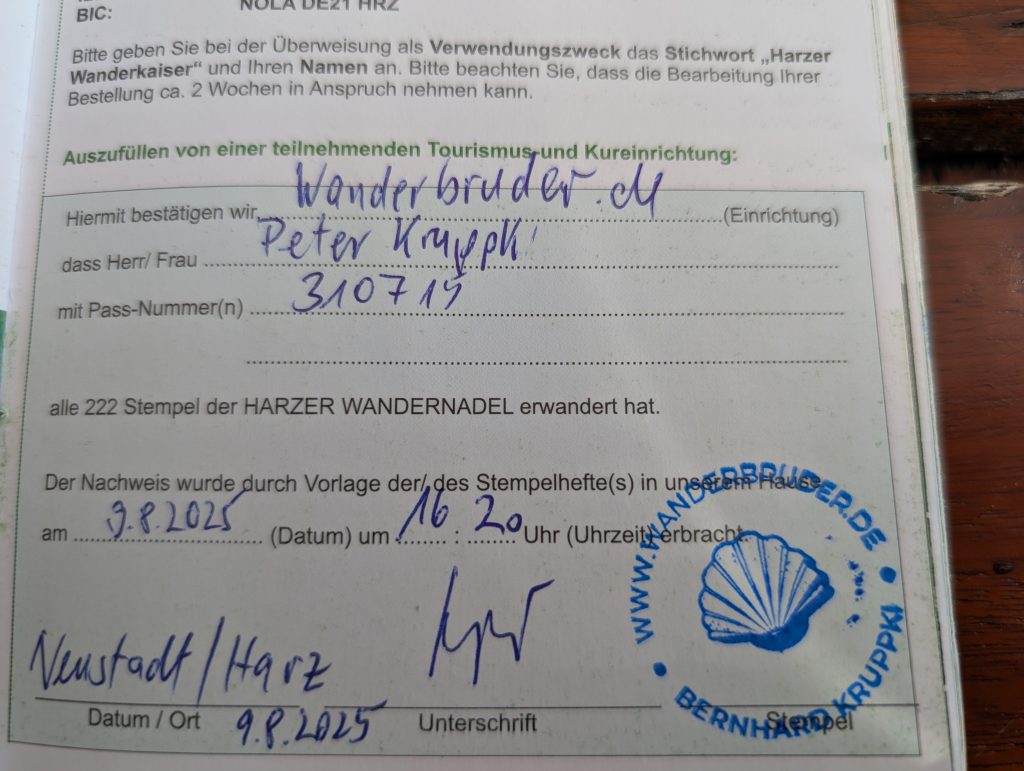 BIC: NOLA DE21 HRZ
Bitte geben Sie bei der Überweisung als Verwendungszweck das Stichwort „Harzer
Wanderkaiser“ und Ihren Namen an. Bitte beachten Sie, dass die Bearbeitung Ihrer
Bestellung ca. 2 Wochen in Anspruch nehmen kann.
Auszufüllen von einer teilnehmenden Tourismus und Kureinrichtung:
Hiermit bestätigen wir, Wanderbruder.de (Einrichtung)
dass Herr/ Frau Peter Kruppki
mit Pass-Nummer(n) 310719
alle 222 Stempel der HARZER WANDERNADEL erwandert hat.
Der Nachweis wurde durch Vorlage der/ des Stempelhefte(s) in unserem Hause
am 9.8.2025 (Datum) um 16 : 20 Uhr (Uhrzeit) erbracht
WWW.WANDERBRUDER.DE
BERNHARD KRUPPKI
Neustadt/Harz
Datum / Ort 9.8.2025 Unterschrift Stempel